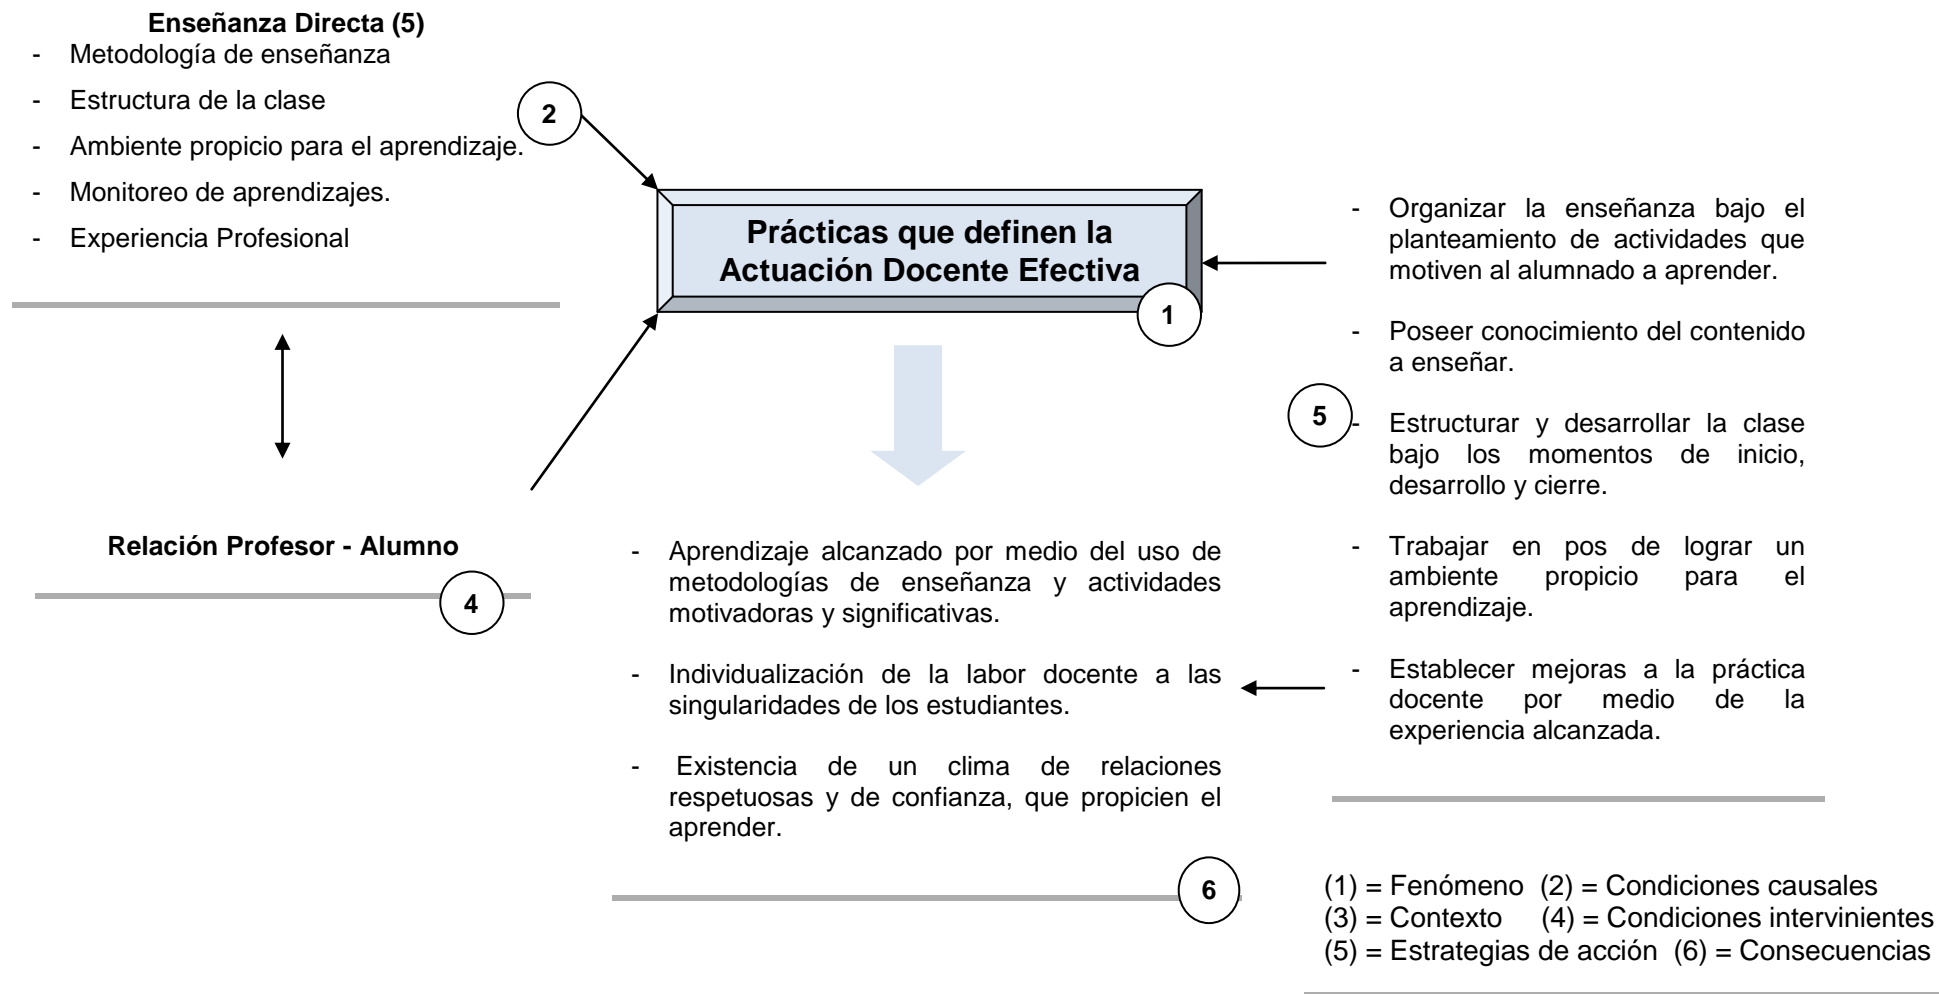 Enseñanza Directa (5)
- Metodología de enseñanza
- Estructura de la clase
- Ambiente propicio para el aprendizaje.
- Monitoreo de aprendizajes.
- Experiencia Profesional
2
Prácticas que definen la
Actuación Docente Efectiva
1
Relación Profesor - Alumno
4
- Organizar la enseñanza bajo el
planteamiento de actividades que
motiven al alumnado a aprender.
- Poseer conocimiento del contenido
a enseñar.
5
- Estructurar y desarrollar la clase
bajo los momentos de inicio,
desarrollo y cierre.
- Trabajar en pos de lograr un
ambiente propicio para el
aprendizaje.
- Establecer mejoras a la práctica
docente por medio de la
experiencia alcanzada.
- Aprendizaje alcanzado por medio del uso de
metodologías de enseñanza y actividades
motivadoras y significativas.
- Individualización de la labor docente a las
singularidades de los estudiantes.
- Existencia de un clima de relaciones
respetuosas y de confianza, que propicien el
aprender.
6
(1) = Fenómeno (2) = Condiciones causales
(3) = Contexto (4) = Condiciones intervinientes
(5) = Estrategias de acción (6) = Consecuencias